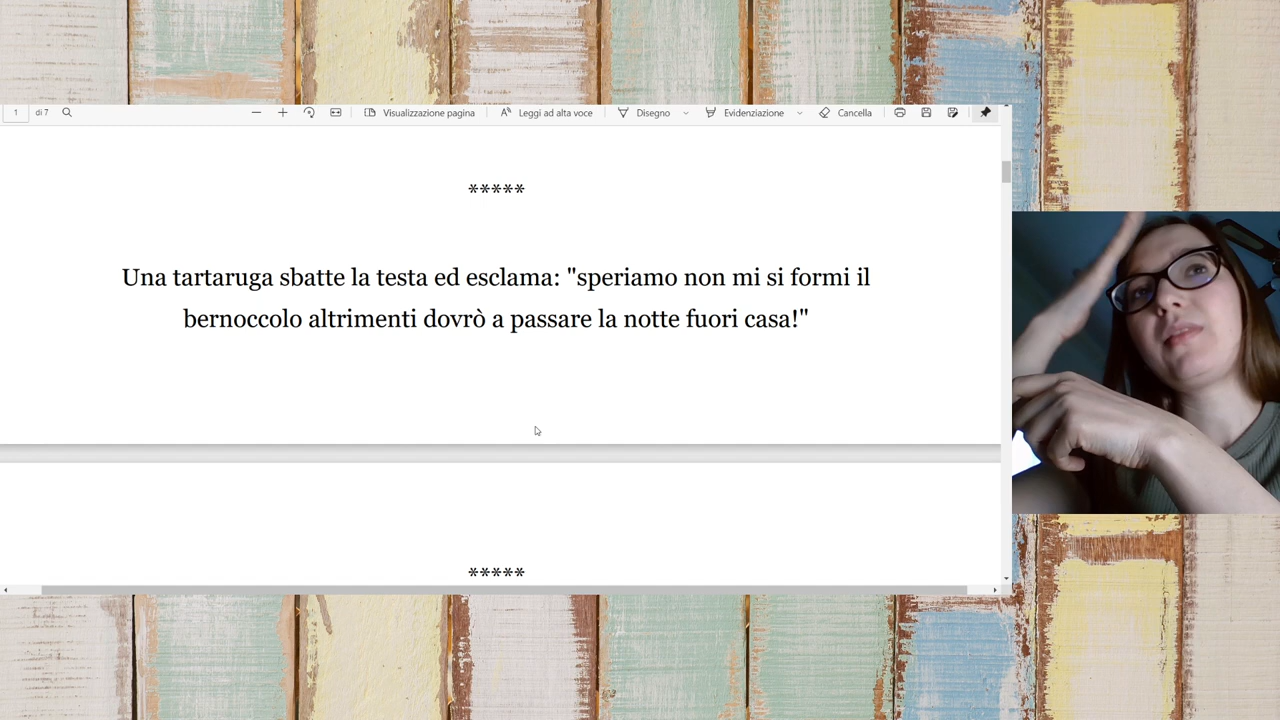 1 di 7 Visualizzazione pagina Leggi ad alta voce Disegno Evidenziazione Cancella
*****
Una tartaruga sbatte la testa ed esclama: "speriamo non mi si formi il
bernoccolo altrimenti dovrò a passare la notte fuori casa!"
*****